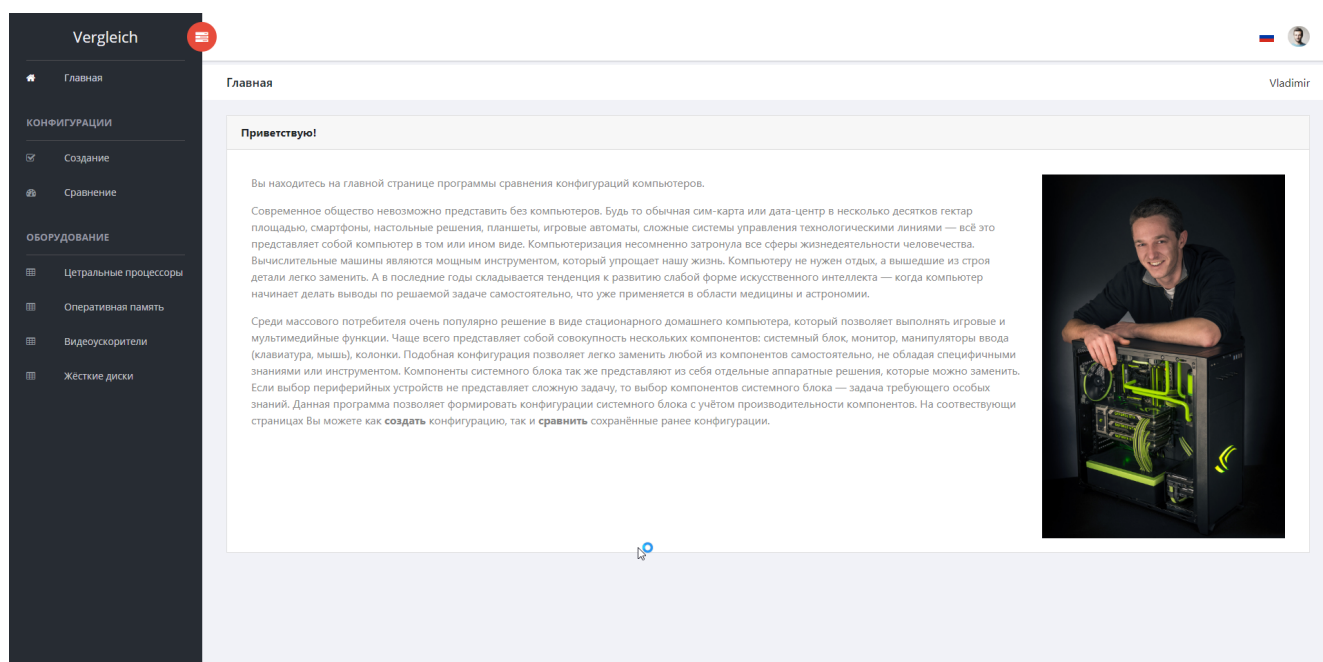 Vergleich
Главная
КОНФИГУРАЦИИ
Создание
Сравнение
ОБОРУДОВАНИЕ
Цетральные процессоры
Оперативная память
Видеоускорители
Жёсткие диски
Главная
Vladimir
Приветствую!
Вы находитесь на главной странице программы сравнения конфигураций компьютеров.
Современное общество невозможно представить без компьютеров. Будь то обычная сим-карта или дата-центр в несколько десятков гектар
площадью, смартфоны, настольные решения, планшеты, игровые автоматы, сложные системы управления технологическими линиями — всё это
представляет собой компьютер в том или ином виде. Компьютеризация несомненно затронула все сферы жизнедеятельности человечества.
Вычислительные машины являются мощным инструментом, который упрощает нашу жизнь. Компьютеру не нужен отдых, а вышедшие из строя
детали легко заменить. А в последние годы складывается тенденция к развитию слабой форме искусственного интеллекта — когда компьютер
начинает делать выводы по решаемой задаче самостоятельно, что уже применяется в области медицины и астрономии.
Среди массового потребителя очень популярно решение в виде стационарного домашнего компьютера, который позволяет выполнять игровые и
мультимедийные функции. Чаще всего представляет собой совокупность нескольких компонентов: системный блок, монитор, манипуляторы ввода
(клавиатура, мышь), колонки. Подобная конфигурация позволяет легко заменить любой из компонентов самостоятельно, не обладая специфичными
знаниями или инструментом. Компоненты системного блока так же представляют из себя отдельные аппаратные решения, которые можно заменить.
Если выбор периферийных устройств не представляет сложную задачу, то выбор компонентов системного блока — задача требующего особых
знаний. Данная программа позволяет формировать конфигурации системного блока с учётом производительности компонентов. На соотвествующи
страницах Вы можете как создать конфигурацию, так и сравнить сохранённые ранее конфигурации.